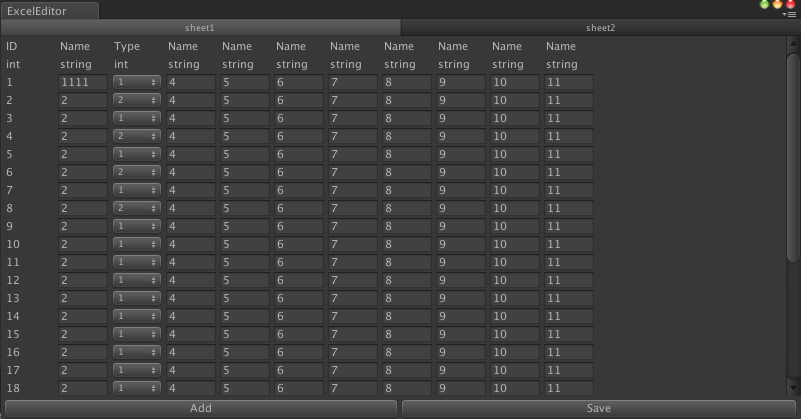 ExcelEditor
sheet1 sheet2
ID Name Type Name Name Name Name Name Name Name Name
int string int string string string string string string string string
1 1111 1 4 5 6 7 8 9 10 11
2 2 2 4 5 6 7 8 9 10 11
3 2 1 4 5 6 7 8 9 10 11
4 2 2 4 5 6 7 8 9 10 11
5 2 1 4 5 6 7 8 9 10 11
6 2 2 4 5 6 7 8 9 10 11
7 2 1 4 5 6 7 8 9 10 11
8 2 2 4 5 6 7 8 9 10 11
9 2 1 4 5 6 7 8 9 10 11
10 2 1 4 5 6 7 8 9 10 11
11 2 1 4 5 6 7 8 9 10 11
12 2 1 4 5 6 7 8 9 10 11
13 2 1 4 5 6 7 8 9 10 11
14 2 1 4 5 6 7 8 9 10 11
15 2 1 4 5 6 7 8 9 10 11
16 2 1 4 5 6 7 8 9 10 11
17 2 1 4 5 6 7 8 9 10 11
18 2 1 4 5 6 7 8 9 10 11
Add Save